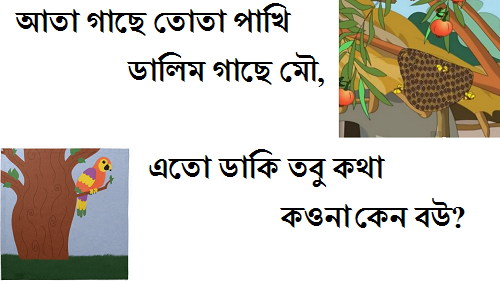 আতা গাছে তোতা পাখি
ডালিম গাছে মৌ,
এতো ডাকি তবু কথা
কওনা কেন বউ?